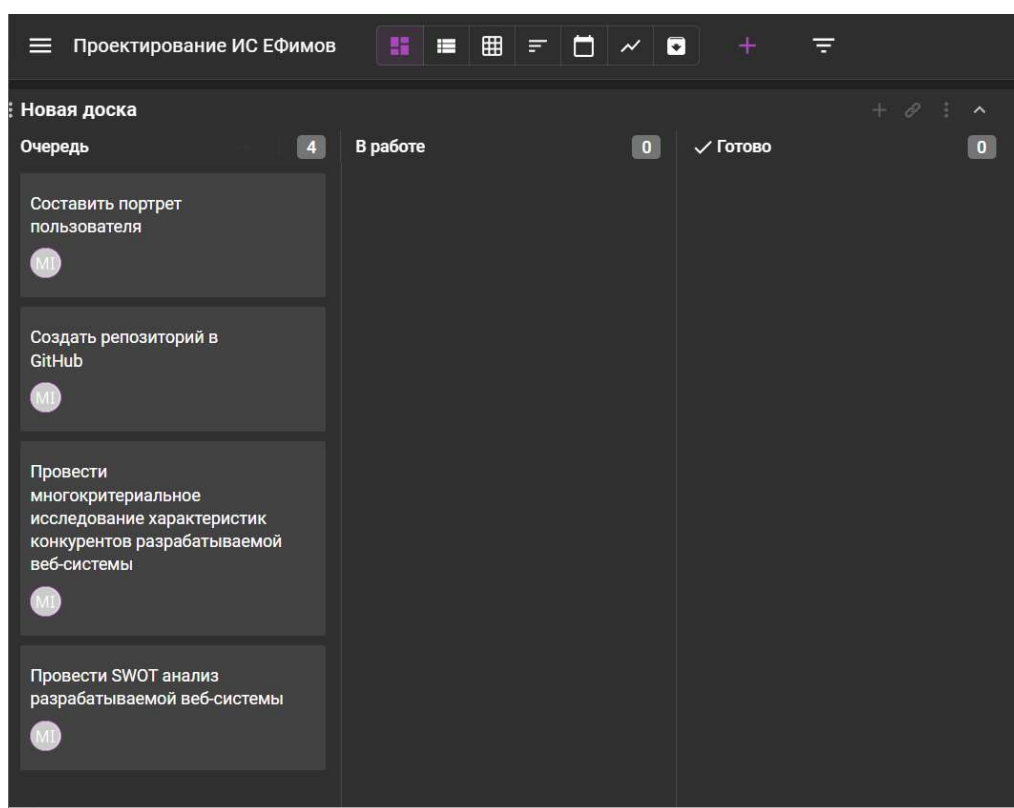 Проектирование ИС ЕФимов
Новая доска
Очередь 4
В работе 0
Готово 0
Составить портрет
пользователя
MI
Создать репозиторий в
GitHub
MI
Провести
многокритериальное
исследование характеристик
конкурентов разрабатываемой
веб-системы
MI
Провести SWOT анализ
разрабатываемой веб-системы
MI